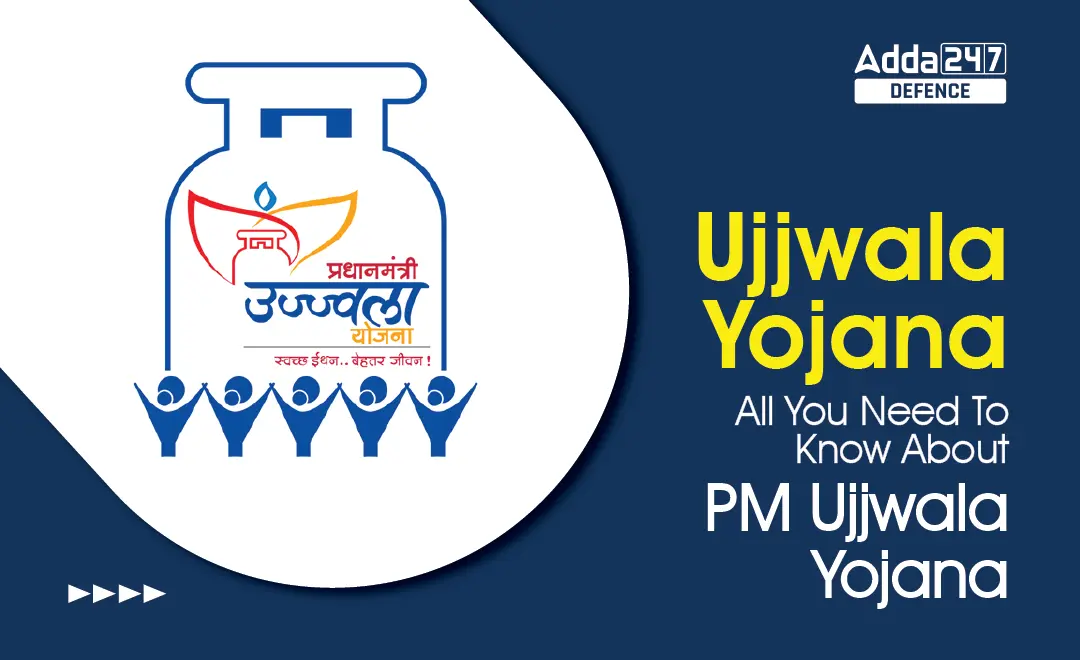 प्रधानमंत्री
उज्ज्वला
योजना
स्वच्छ ईंधन.. बेहतर जीवन !
Adda247
DEFENCE
Ujjwala
Yojana
All You Need To
Know About
PM Ujjwala
Yojana